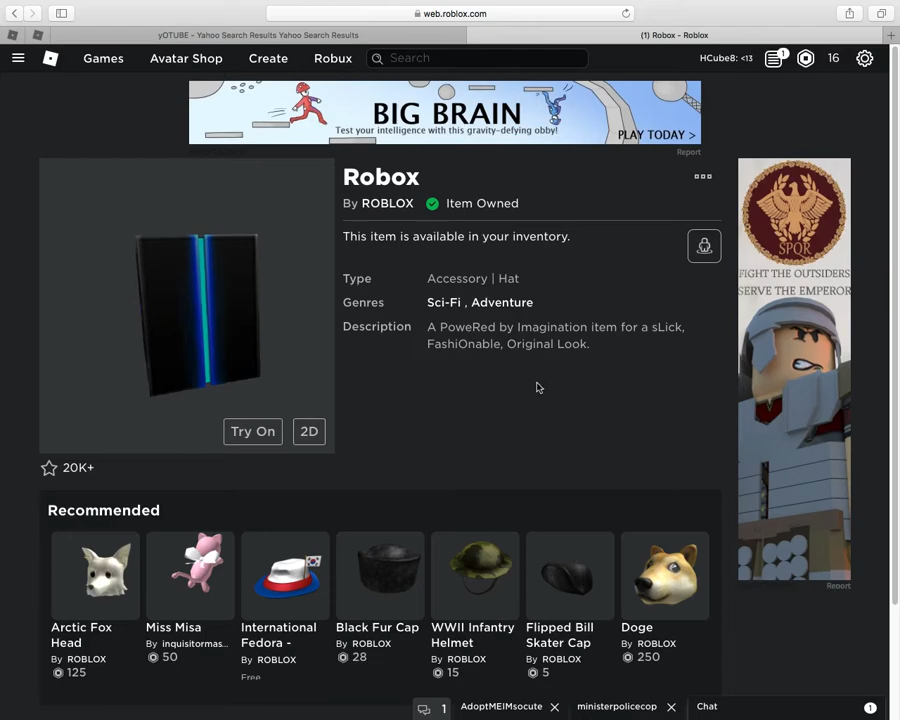 web.roblox.com
yOTUBE - Yahoo Search Results Yahoo Search Results
(1) Robox - Roblox
Games Avatar Shop Create Robux Search HCube8: <13 1 16
BIG BRAIN
Test your intelligence with this gravity-defying obby!
PLAY TODAY >
Report
Robox
By ROBLOX Item Owned
This item is available in your inventory.
Type Accessory | Hat
Genres Sci-Fi , Adventure
Description A PoweRed by Imagination item for a sLick,
FashiOnable, Original Look.
Try On 2D
20K+
SPQR
FIGHT THE OUTSIDERS
SERVE THE EMPEROR
Report
Recommended
Arctic Fox
Head
By ROBLOX
125
Miss Misa
By inquisitormas...
50
International
Fedora -
By ROBLOX
Free
Black Fur Cap
By ROBLOX
28
WWII Infantry
Helmet
By ROBLOX
15
Flipped Bill
Skater Cap
By ROBLOX
5
Doge
By ROBLOX
250
1 AdoptMEIMsocute ministerpolicecop Chat 1